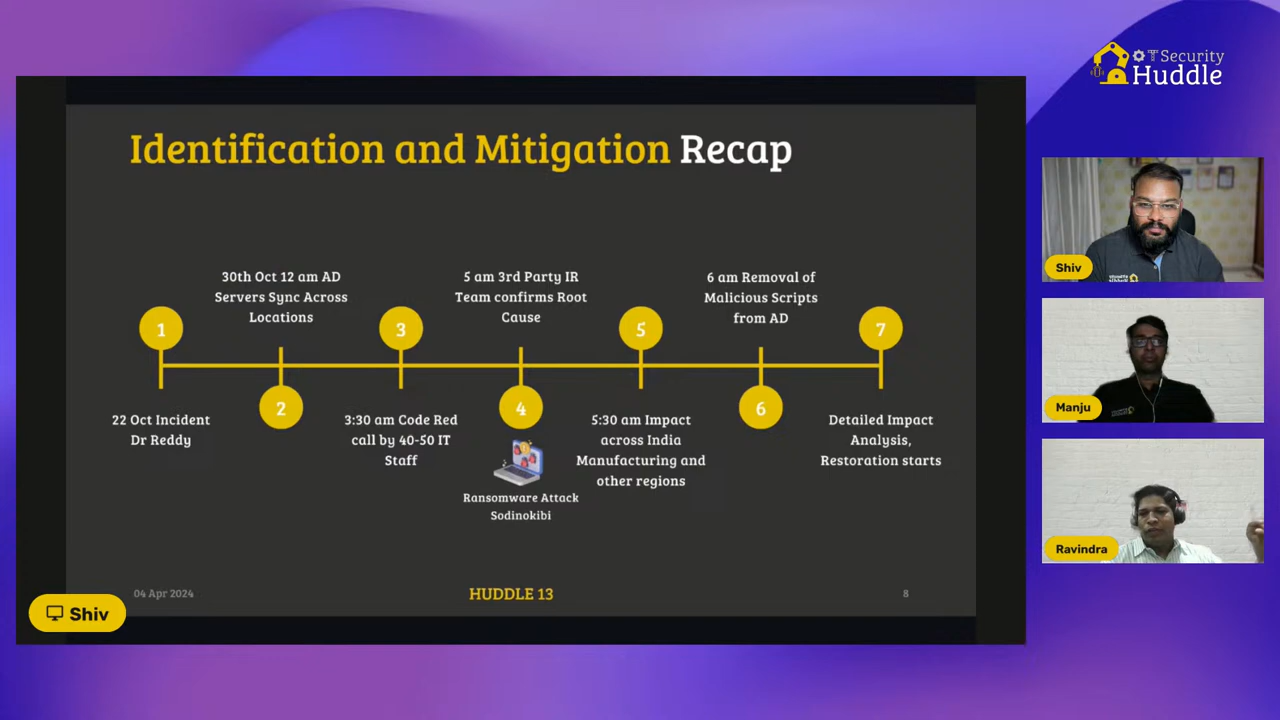 OT Security
Huddle
Identification and Mitigation Recap
30th Oct 12 am AD
Servers Sync Across
Locations
5 am 3rd Party IR
Team confirms Root
Cause
6 am Removal of
Malicious Scripts
from AD
1
3
5
7
2
4
6
22 Oct Incident
Dr Reddy
3:30 am Code Red
call by 40-50 IT
Staff
Ransomware Attack
Sodinokibi
5:30 am Impact
across India
Manufacturing and
other regions
Detailed Impact
Analysis,
Restoration starts
04 Apr 2024
HUDDLE 13
8
Shiv
Shiv
Manju
Ravindra